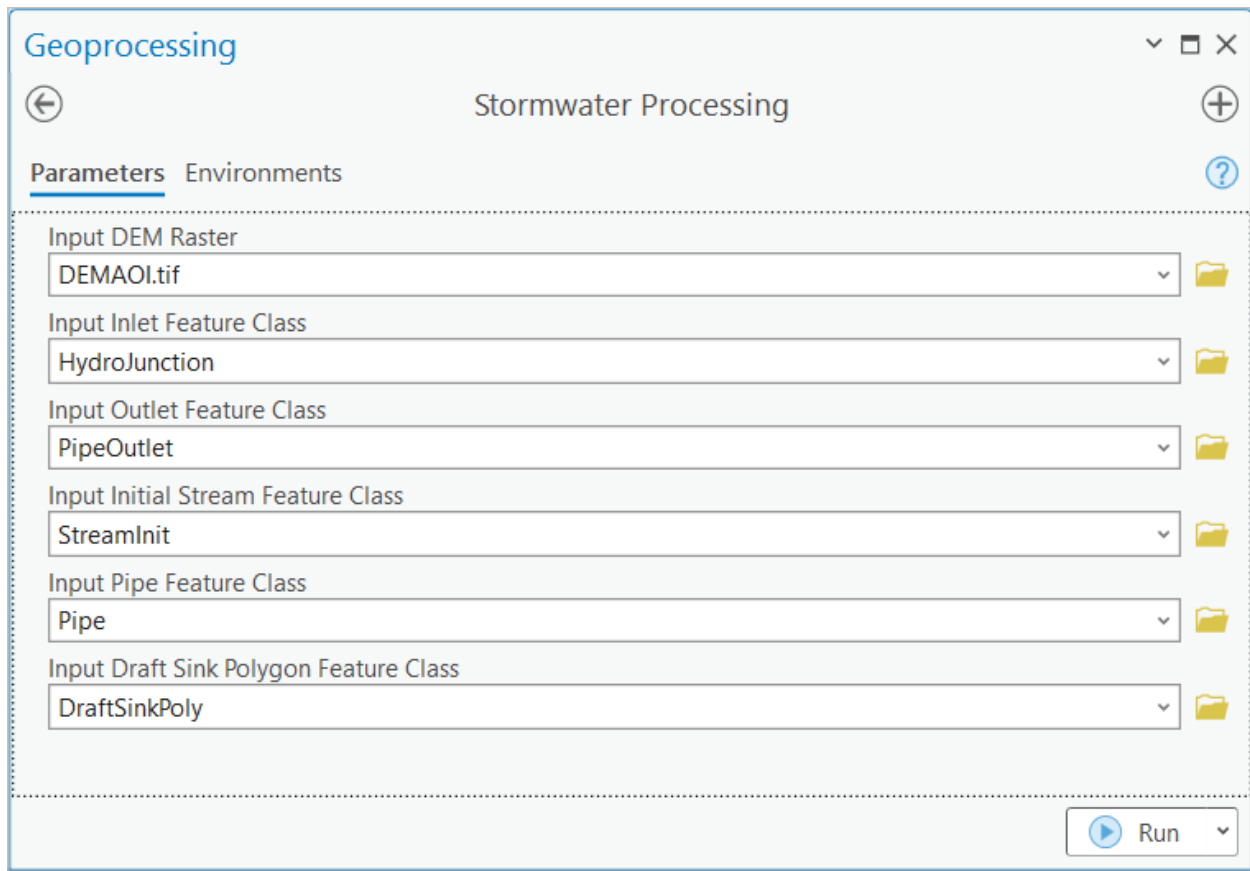 Geoprocessing
Stormwater Processing
Parameters Environments
Input DEM Raster
DEMAOI.tif
Input Inlet Feature Class
HydroJunction
Input Outlet Feature Class
PipeOutlet
Input Initial Stream Feature Class
StreamInit
Input Pipe Feature Class
Pipe
Input Draft Sink Polygon Feature Class
DraftSinkPoly
Run